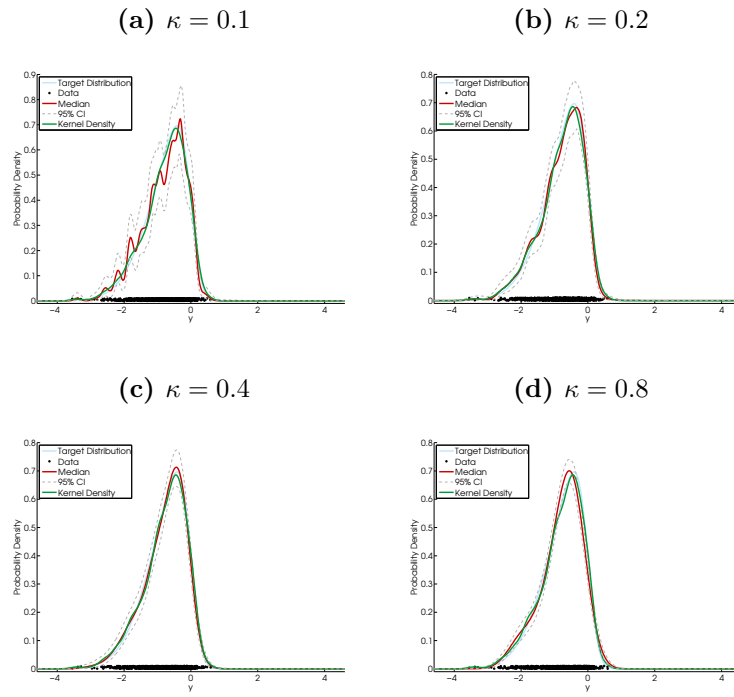 (a) κ = 0.1
(b) κ = 0.2
0.9
0.8
0.7
0.6
0.5
0.4
0.3
0.2
0.1
0
Probability Density
Target Distribution
Data
Median
95% CI
Kernel Density
−4
−2
0
2
4
y
0.8
0.7
0.6
0.5
0.4
0.3
0.2
0.1
0
Probability Density
Target Distribution
Data
Median
95% CI
Kernel Density
−4
−2
0
2
4
y
(c) κ = 0.4
(d) κ = 0.8
0.8
0.7
0.6
0.5
0.4
0.3
0.2
0.1
0
Probability Density
Target Distribution
Data
Median
95% CI
Kernel Density
−4
−2
0
2
4
y
0.8
0.7
0.6
0.5
0.4
0.3
0.2
0.1
0
Probability Density
Target Distribution
Data
Median
95% CI
Kernel Density
−4
−2
0
2
4
y